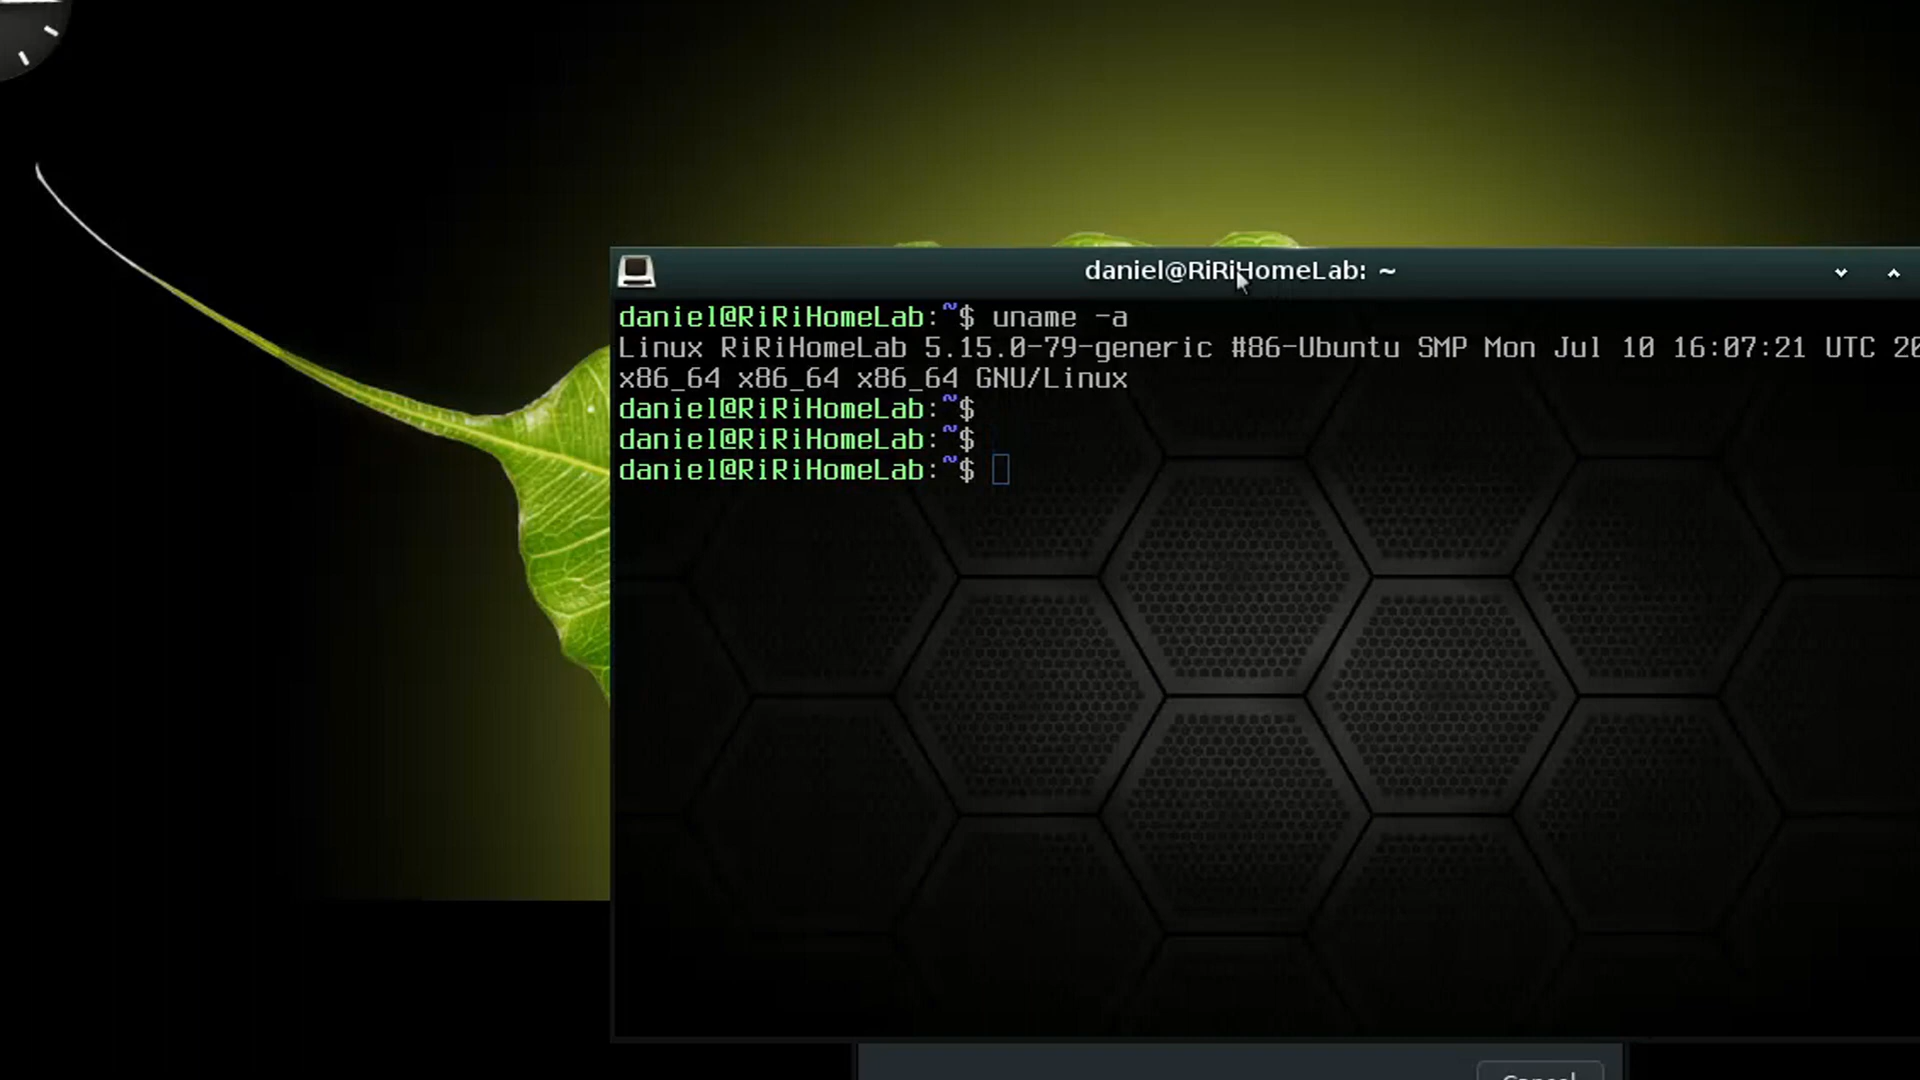 daniel@RiRiHomeLab: ~
daniel@RiRiHomeLab:~$ uname -a
Linux RiRiHomeLab 5.15.0-79-generic #86-Ubuntu SMP Mon Jul 10 16:07:21 UTC 20
x86_64 x86_64 x86_64 GNU/Linux
daniel@RiRiHomeLab:~$
daniel@RiRiHomeLab:~$
daniel@RiRiHomeLab:~$
Cancel